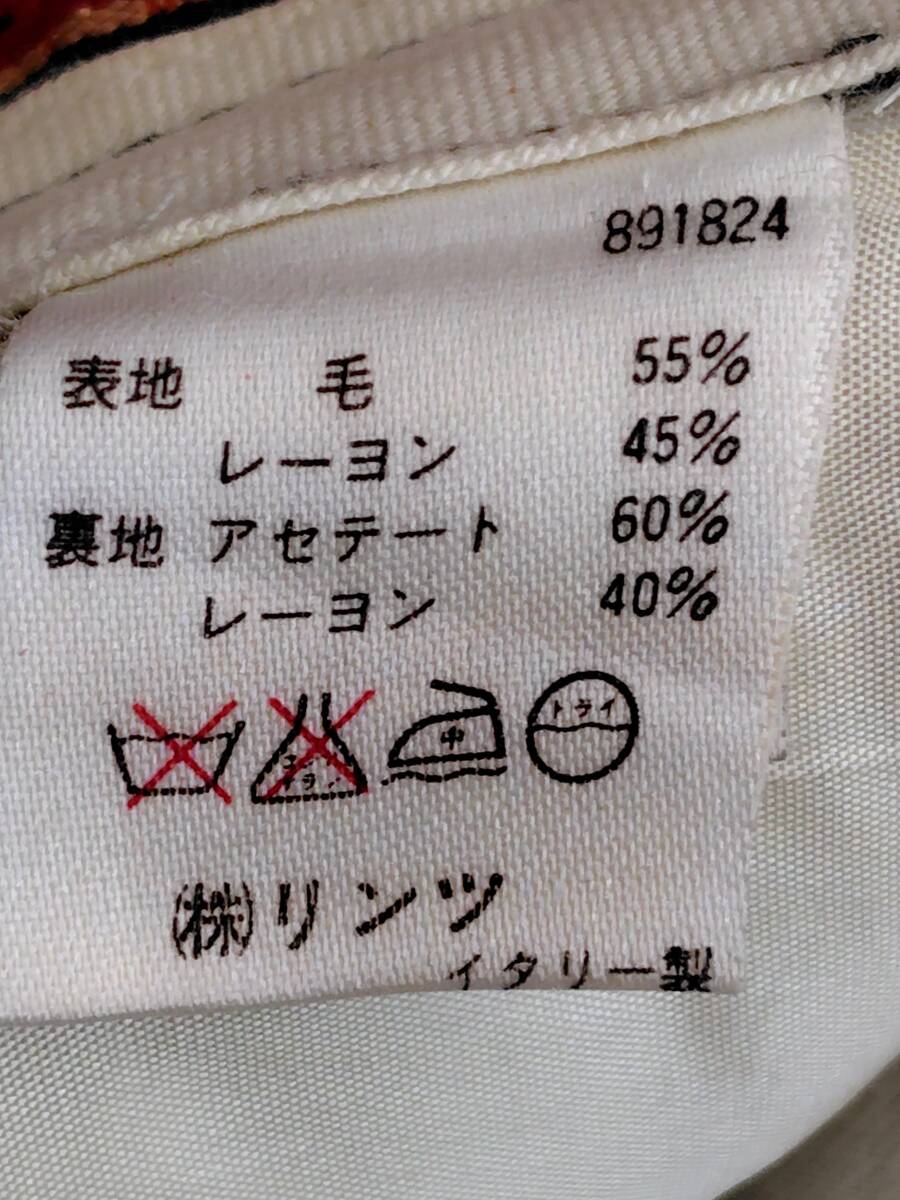 891824
表地 毛 55%
レーヨン 45%
裏地 アセテート 60%
レーヨン 40%
中 ドライ
㈱リンツ
イタリー製